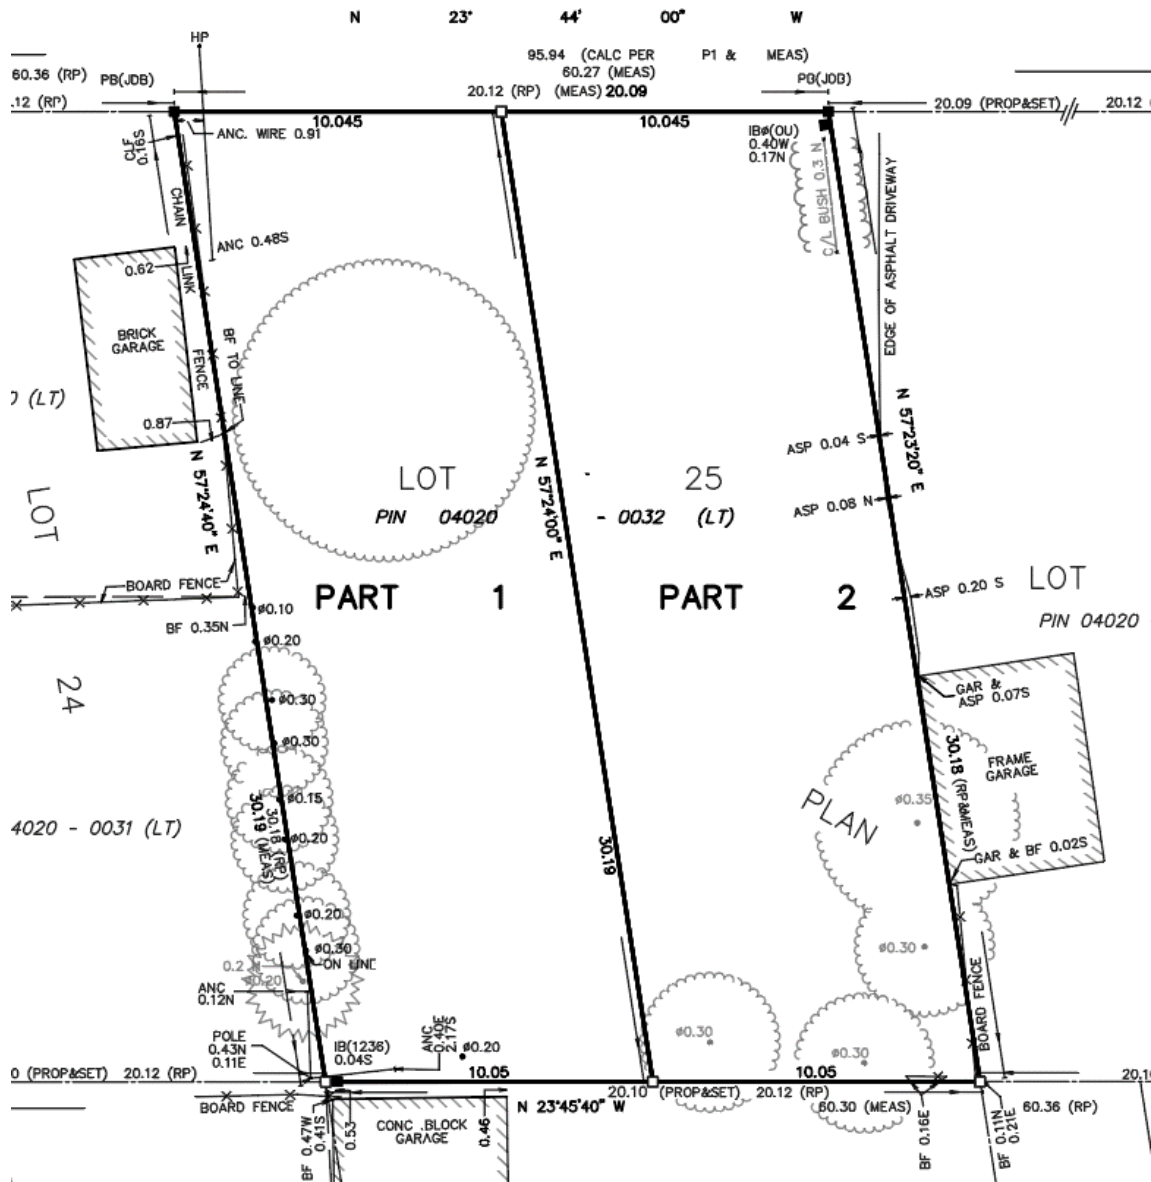 N 23° 44' 00" W
HP
95.94 (CALC PER P1 & MEAS)
60.36 (RP)
PB(JDB)
60.27 (MEAS)
PB(JDB)
.12 (RP)
20.12 (RP) (MEAS) 20.09
20.09 (PROP&SET)
20.12 (
10.045
10.045
ANC. WIRE 0.91
CLF
0.16S
IBø(OU)
0.40W
0.17N
C/L BUSH 0.3 N
EDGE OF ASPHALT DRIVEWAY
CHAIN
LINK
FENCE
ANC 0.48S
0.62
BRICK
GARAGE
BF TO LINE
0 (LT)
0.87
N 57°24'40" E
N 57°24'00" E
N 57°23'20" E
ASP 0.04 S
ASP 0.08 N
LOT 25
PIN 04020 - 0032 (LT)
LOT
24
BOARD FENCE
BF 0.35N
PART 1
PART 2
ASP 0.20 S
LOT
PIN 04020
ø0.10
ø0.20
ø0.30
ø0.30
ø0.15
ø0.20
ø0.20
ø0.30
ON LINE
GAR &
ASP 0.07S
FRAME
GARAGE
30.18 (RP&MEAS)
GAR & BF 0.02S
PLAN
ø0.35
ø0.30
4020 - 0031 (LT)
30.19 (MEAS)
30.18 (RP)
30.19
ø0.20
ANC
0.12N
POLE
0.43N
0.11E
IB(1236)
0.04S
ANC
0.40E
2.17S
ø0.20
ø0.30
ø0.30
BOARD FENCE
0 (PROP&SET) 20.12 (RP)
10.05
10.05
20.10 (PROP&SET) 20.12 (RP)
20.10
BOARD FENCE
BF 0.47W
0.41S
0.53
CONC. BLOCK
GARAGE
0.46
N 23°45'40" W
60.30 (MEAS)
BF 0.16E
BF 0.11N
0.21E
60.36 (RP)